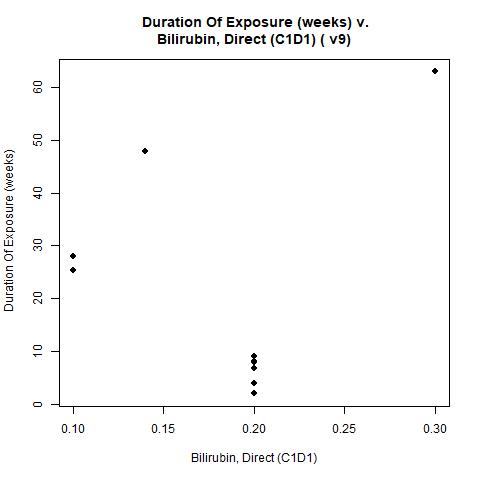 Duration Of Exposure (weeks) v.
Bilirubin, Direct (C1D1) ( v9)
Duration Of Exposure (weeks)
60
50
40
30
20
10
0
0.10 0.15 0.20 0.25 0.30
Bilirubin, Direct (C1D1)